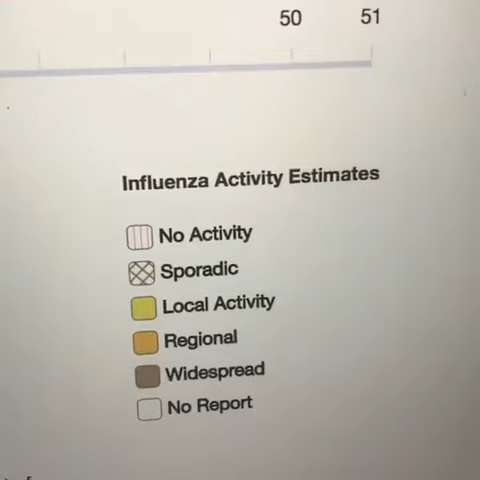 50 51
Influenza Activity Estimates
No Activity
Sporadic
Local Activity
Regional
Widespread
No Report